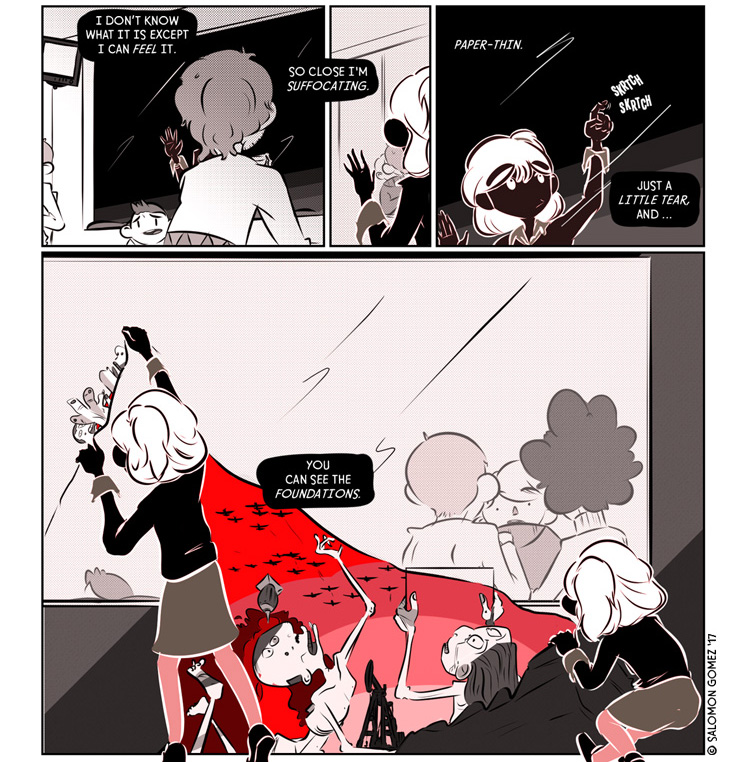 I DON'T KNOW
WHAT IT IS EXCEPT
I CAN FEEL IT.
SO CLOSE I'M
SUFFOCATING.
PAPER-THIN.
SKRTCH
SKRTCH
JUST A
LITTLE TEAR,
AND ...
YOU
CAN SEE THE
FOUNDATIONS.
© SALOMON GOMEZ '17